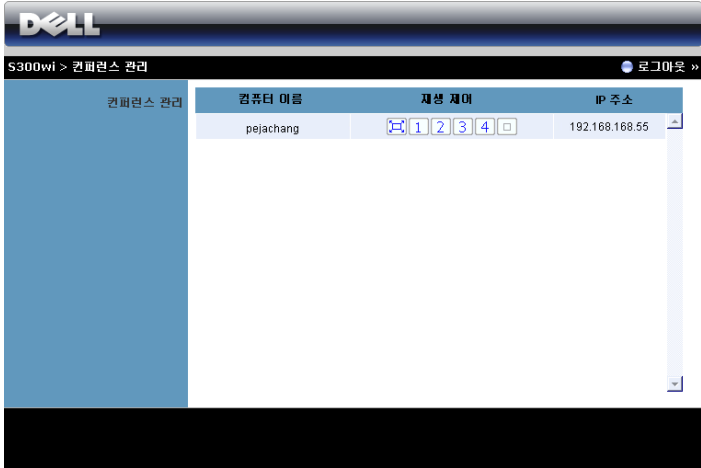 DELL
S300wi > 컨퍼런스 관리
로그아웃 »
컨퍼런스 관리
컴퓨터 이름 재생 제어 IP 주소
pejachang 1 2 3 4 192.168.168.55